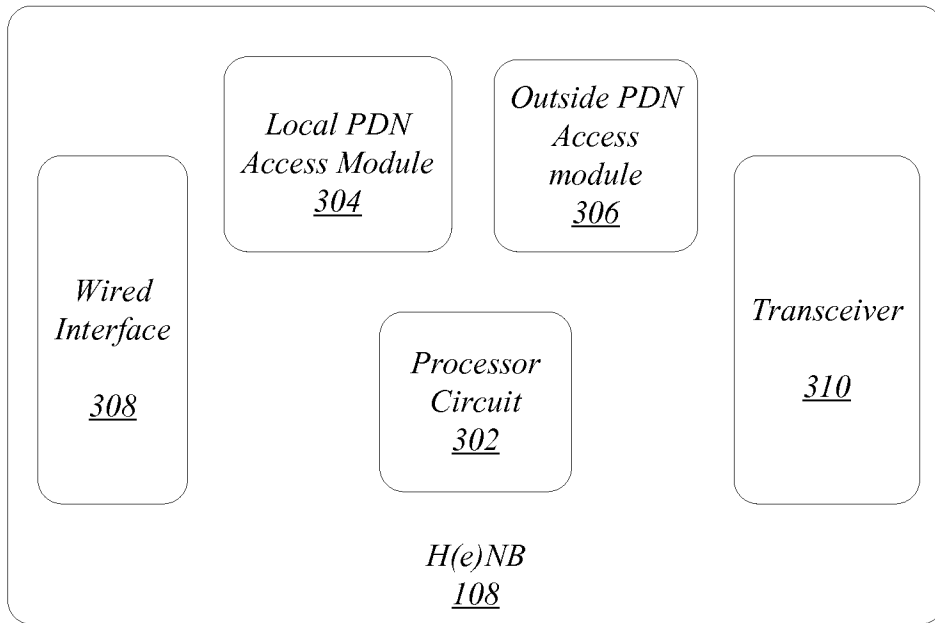 Local PDN
Access Module
304
Outside PDN
Access
module
306
Wired
Interface
308
Processor
Circuit
302
Transceiver
310
H(e)NB
108